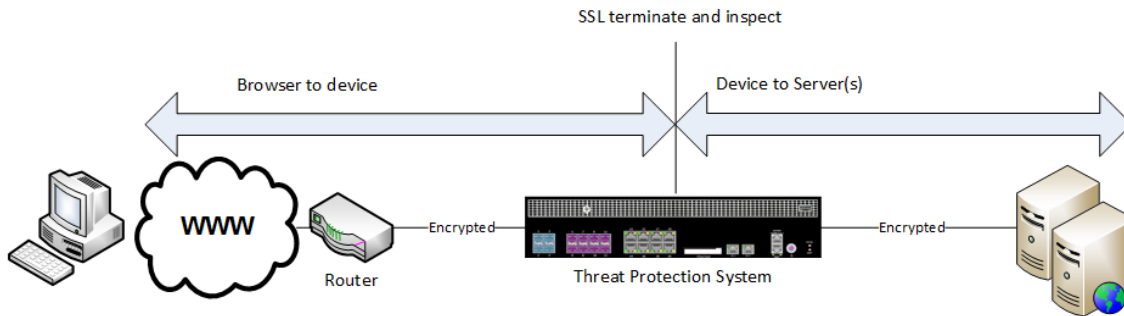 SSL terminate and inspect
Browser to device
Device to Server(s)
WWW
Encrypted
Encrypted
Router
Threat Protection System